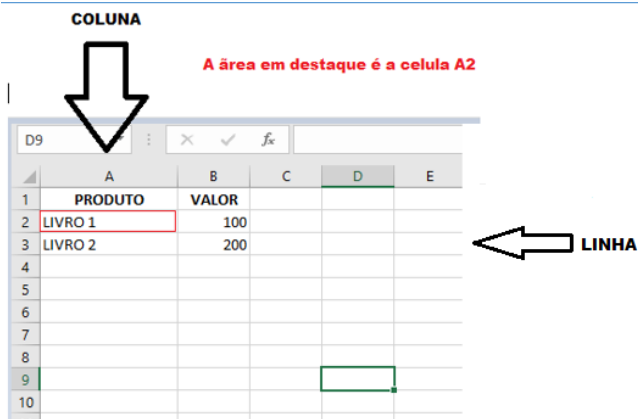 COLUNA
A ãrea em destaque é a celula A2
D9 fx
A B C D E
1 PRODUTO VALOR
2 LIVRO 1 100
3 LIVRO 2 200
LINHA
4
5
6
7
8
9
10